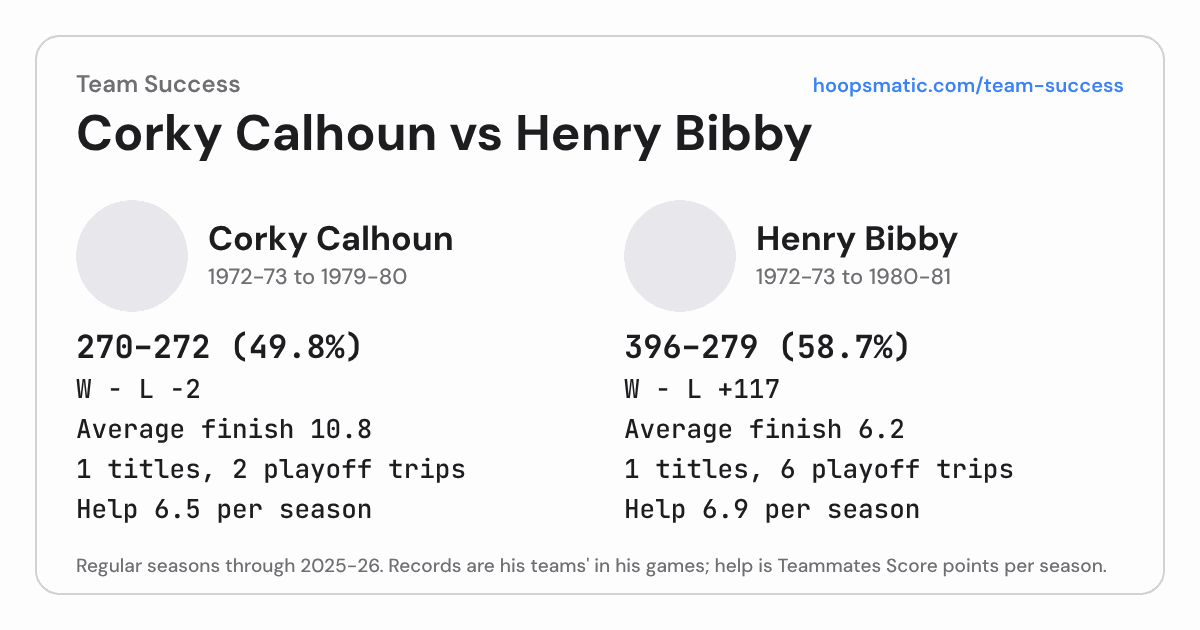 Team Success
hoopsmatic.com/team-success
Corky Calhoun vs Henry Bibby
Corky Calhoun
1972-73 to 1979-80
270-272 (49.8%)
W - L -2
Average finish 10.8
1 titles, 2 playoff trips
Help 6.5 per season
Henry Bibby
1972-73 to 1980-81
396-279 (58.7%)
W - L +117
Average finish 6.2
1 titles, 6 playoff trips
Help 6.9 per season
Regular seasons through 2025-26. Records are his teams' in his games; help is Teammates Score points per season.